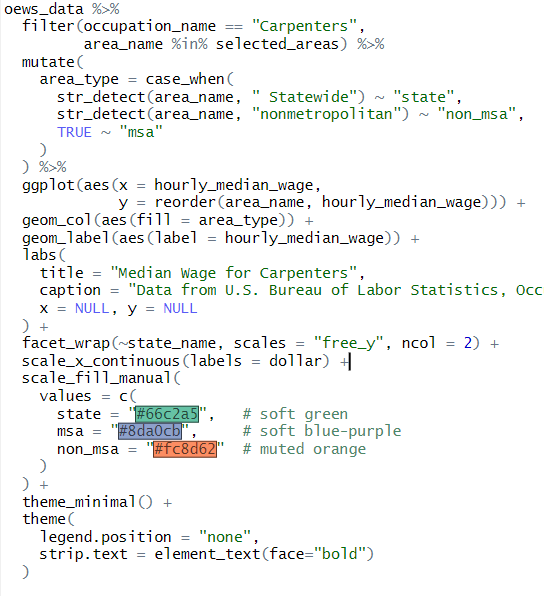 oews_data %>%
  filter(occupation_name == "Carpenters",
         area_name %in% selected_areas) %>%
  mutate(
    area_type = case_when(
      str_detect(area_name, " Statewide") ~ "state",
      str_detect(area_name, "nonmetropolitan") ~ "non_msa",
      TRUE ~ "msa"
    )
  ) %>%
  ggplot(aes(x = hourly_median_wage,
             y = reorder(area_name, hourly_median_wage))) +
  geom_col(aes(fill = area_type)) +
  geom_label(aes(label = hourly_median_wage)) +
  labs(
    title = "Median Wage for Carpenters",
    caption = "Data from U.S. Bureau of Labor Statistics, Occ
    x = NULL, y = NULL
  ) +
  facet_wrap(~state_name, scales = "free_y", ncol = 2) +
  scale_x_continuous(labels = dollar) +
  scale_fill_manual(
    values = c(
      state = "#66c2a5",   # soft green
      msa = "#8da0cb",     # soft blue-purple
      non_msa = "#fc8d62"  # muted orange
    )
  ) +
  theme_minimal() +
  theme(
    legend.position = "none",
    strip.text = element_text(face="bold")
  )